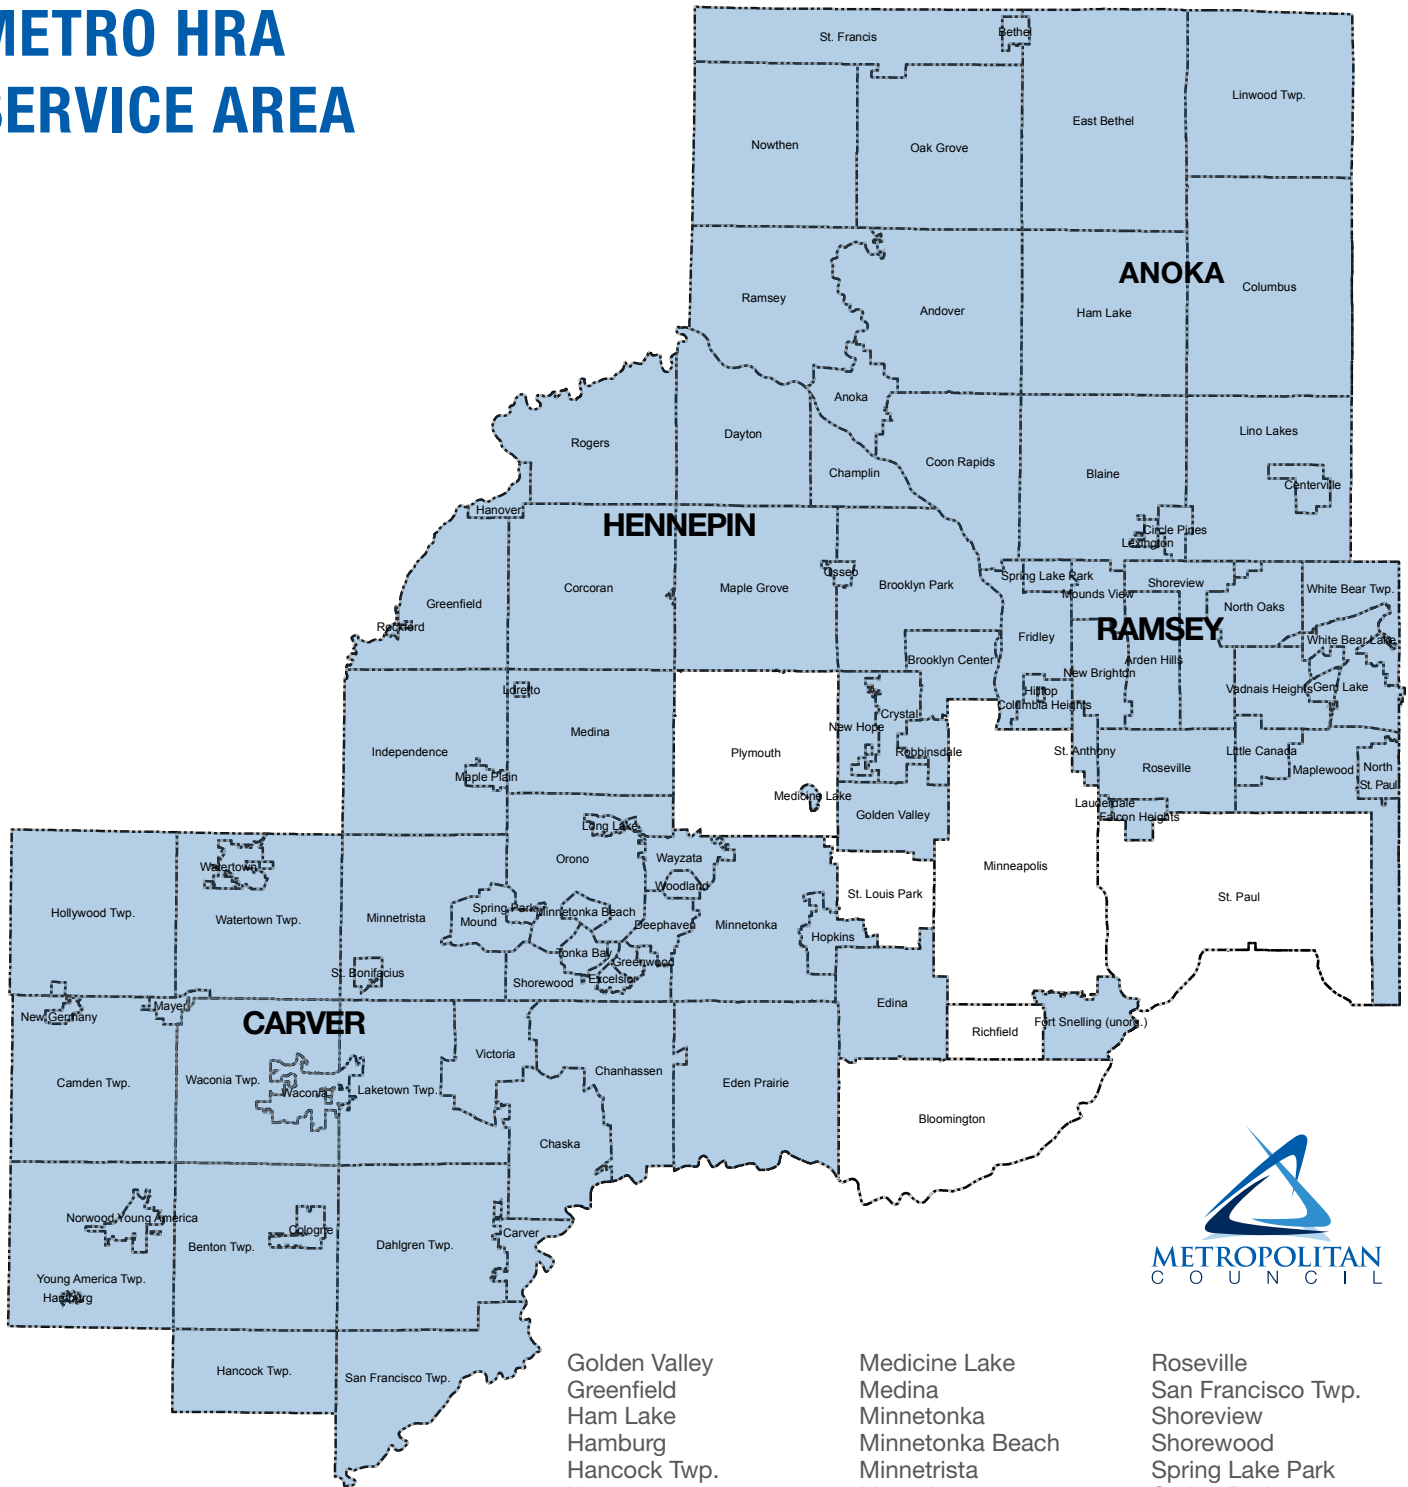 METRO HRA
SERVICE AREA
St. Francis
Bethel
Linwood Twp.
East Bethel
Nowthen
Oak Grove
ANOKA
Columbus
Ramsey
Andover
Ham Lake
Anoka
Rogers
Dayton
Lino Lakes
Champlin
Coon Rapids
Blaine
Centerville
Hanover
HENNEPIN
Circle Pines
Lexington
Corcoran
Maple Grove
Osseo
Brooklyn Park
Spring Lake Park
Mounds View
Shoreview
White Bear Twp.
North Oaks
Greenfield
Rockford
Fridley
RAMSEY
White Bear Lake
Brooklyn Center
Arden Hills
New Brighton
Loretto
Hilltop
Columbia Heights
Vadnais Heights
Gem Lake
Crystal
New Hope
Medina
Independence
Plymouth
Robbinsdale
St. Anthony
Little Canada
Roseville
Maplewood
North
St. Paul
Maple Plain
Medicine Lake
Lauderdale
Falcon Heights
Golden Valley
Long Lake
Orono
Wayzata
Minneapolis
Watertown
Woodland
St. Louis Park
St. Paul
Hollywood Twp.
Watertown Twp.
Minnetrista
Spring Park
Mound
Minnetonka Beach
Deephaven
Minnetonka
Hopkins
Tonka Bay
Greenwood
St. Bonifacius
Shorewood
Excelsior
Edina
New Germany
Mayer
CARVER
Richfield
Fort Snelling (unorg.)
Victoria
Camden Twp.
Waconia Twp.
Waconia
Laketown Twp.
Chanhassen
Eden Prairie
Bloomington
Chaska
Norwood Young America
Cologne
Carver
Benton Twp.
Dahlgren Twp.
Young America Twp.
Hamburg
METROPOLITAN
COUNCIL
Hancock Twp.
San Francisco Twp.
Golden Valley
Greenfield
Ham Lake
Hamburg
Hancock Twp.
Medicine Lake
Medina
Minnetonka
Minnetonka Beach
Minnetrista
Roseville
San Francisco Twp.
Shoreview
Shorewood
Spring Lake Park